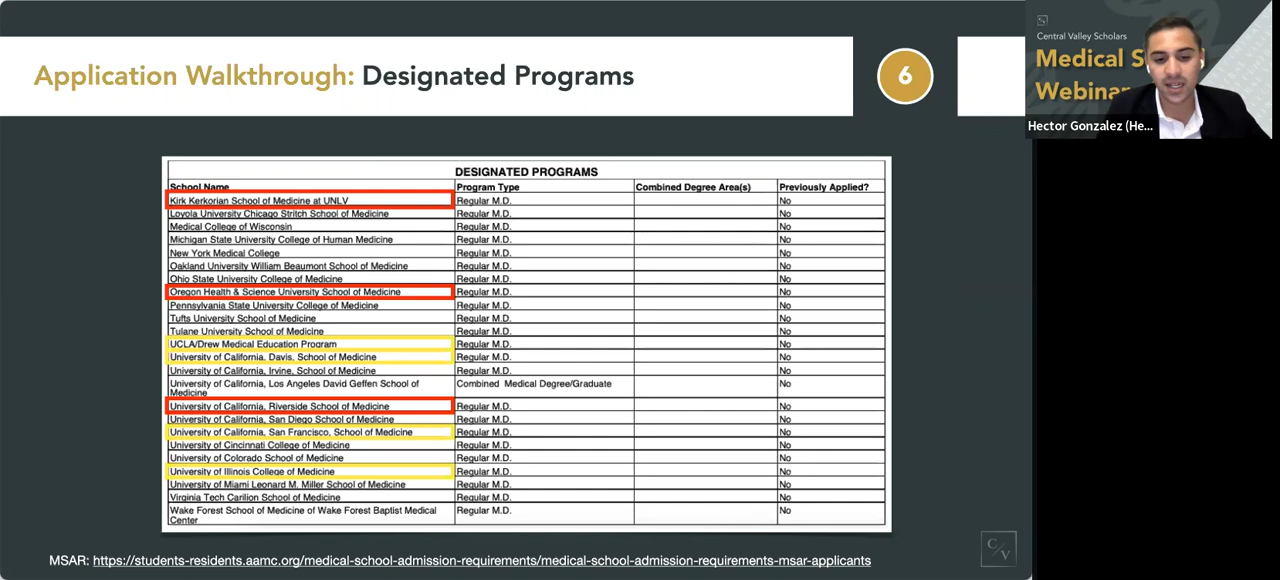 Application Walkthrough: Designated Programs
6
Central Valley Scholars
Medical S
Webinar
Hector Gonzalez (He...
DESIGNATED PROGRAMS
School Name Program Type Combined Degree Area(s) Previously Applied?
Kirk Kerkorian School of Medicine at UNLV Regular M.D. No
Loyola University Chicago Stritch School of Medicine Regular M.D. No
Medical College of Wisconsin Regular M.D. No
Michigan State University College of Human Medicine Regular M.D. No
New York Medical College Regular M.D. No
Oakland University William Beaumont School of Medicine Regular M.D. No
Ohio State University College of Medicine Regular M.D. No
Oregon Health & Science University School of Medicine Regular M.D. No
Pennsylvania State University College of Medicine Regular M.D. No
Tufts University School of Medicine Regular M.D. No
Tulane University School of Medicine Regular M.D. No
UCLA/Drew Medical Education Program Regular M.D. No
University of California, Davis, School of Medicine Regular M.D. No
University of California, Irvine, School of Medicine Regular M.D. No
University of California, Los Angeles David Geffen School of Combined Medical Degree/Graduate No
Medicine
University of California, Riverside School of Medicine Regular M.D. No
University of California, San Diego School of Medicine Regular M.D. No
University of California, San Francisco, School of Medicine Regular M.D. No
University of Cincinnati College of Medicine Regular M.D. No
University of Colorado School of Medicine Regular M.D. No
University of Illinois College of Medicine Regular M.D. No
University of Miami Leonard M. Miller School of Medicine Regular M.D. No
Virginia Tech Carilion School of Medicine Regular M.D. No
Wake Forest School of Medicine of Wake Forest Baptist Medical Regular M.D. No
Center
C/V
MSAR: https://students-residents.aamc.org/medical-school-admission-requirements/medical-school-admission-requirements-msar-applicants